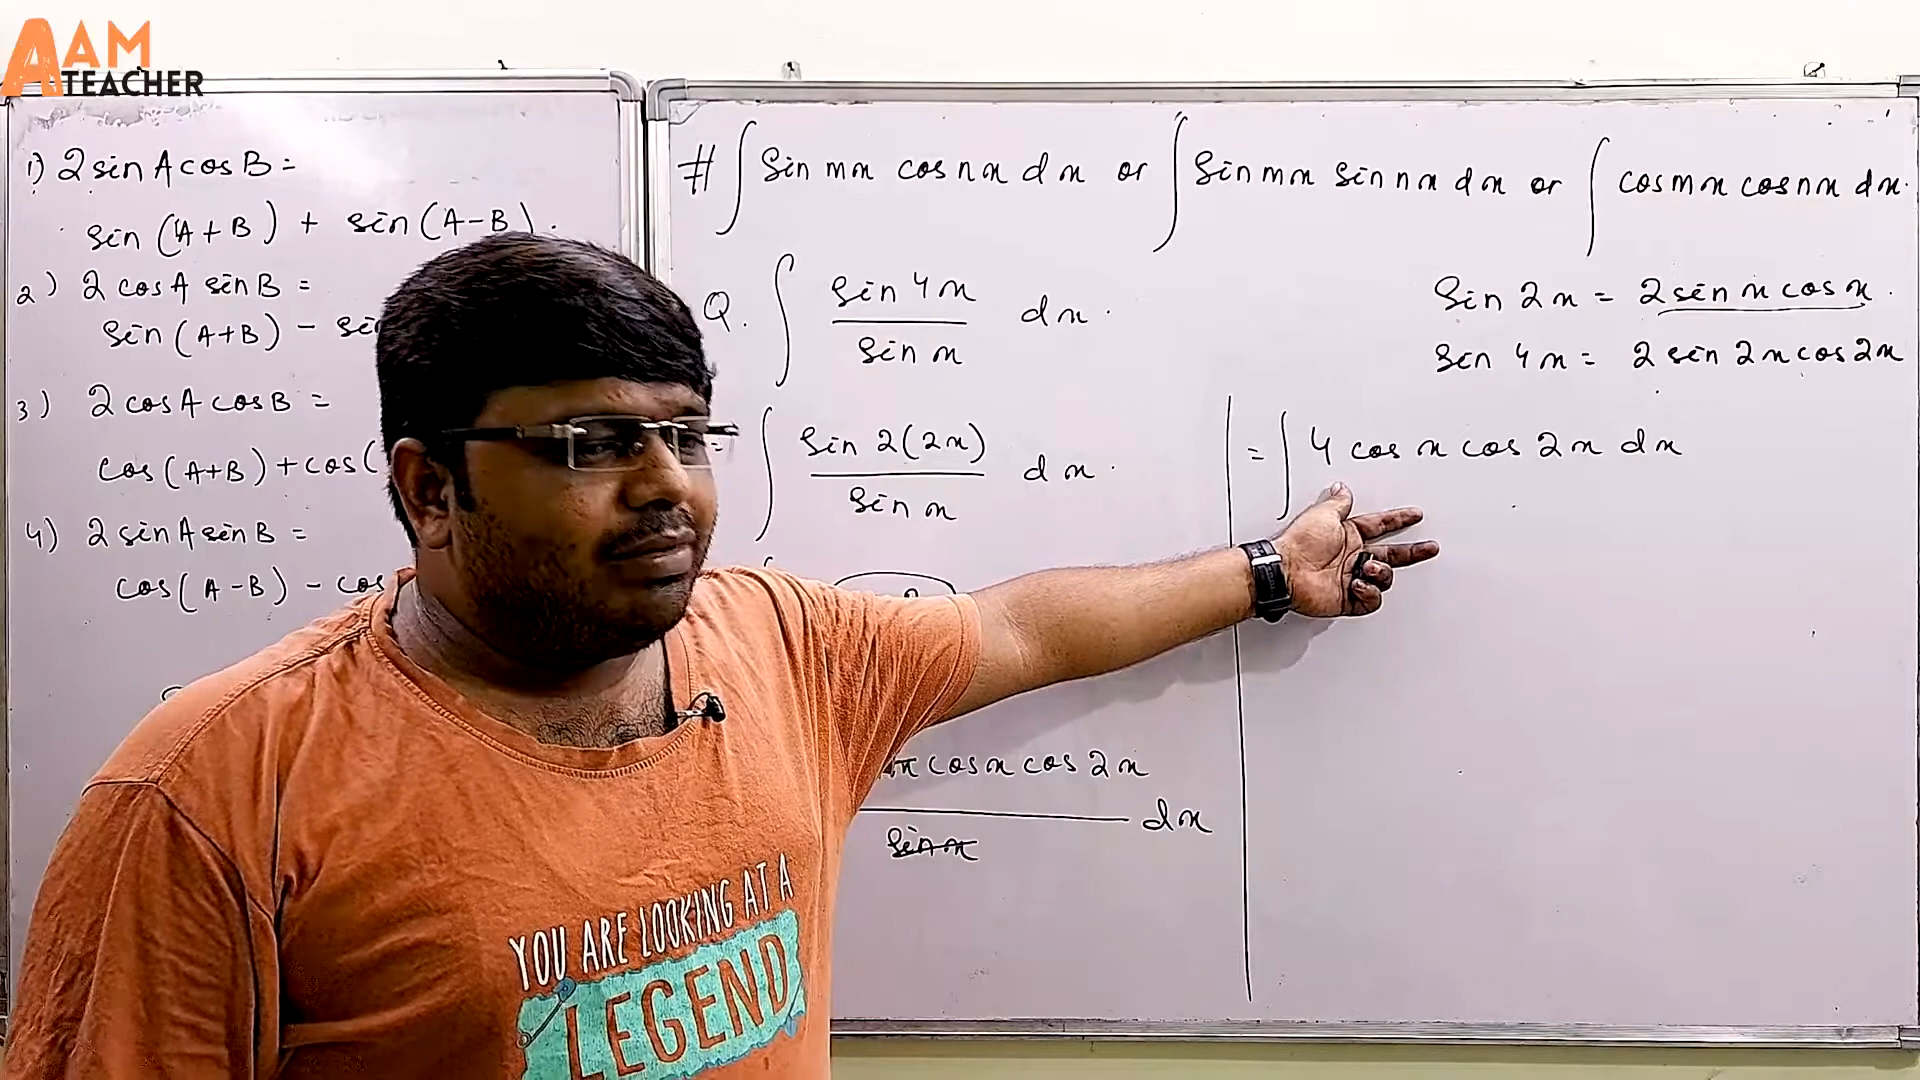 AAM
TEACHER
1) 2 sin A cos B =
sin (A+B) + sin (A-B).
2) 2 cos A sin B =
sin (A+B) -
3) 2 cos A cos B =
cos (A+B) + cos (
4) 2 sin A sin B =
cos (A-B) - cos
# ∫ sin mx cos nx dx or ∫ sin mx sin nx dx or ∫ cos mx cos nx dx.
Q. ∫ sin 4x / sin x dx.
sin 2x = 2 sin x cos x.
sin 4x = 2 sin 2x cos 2x
= ∫ sin 2(2x) / sin x dx.
= ∫ 4 cos x cos 2x dx
cos x cos 2x
sin x
dx
YOU ARE LOOKING AT A
LEGEND